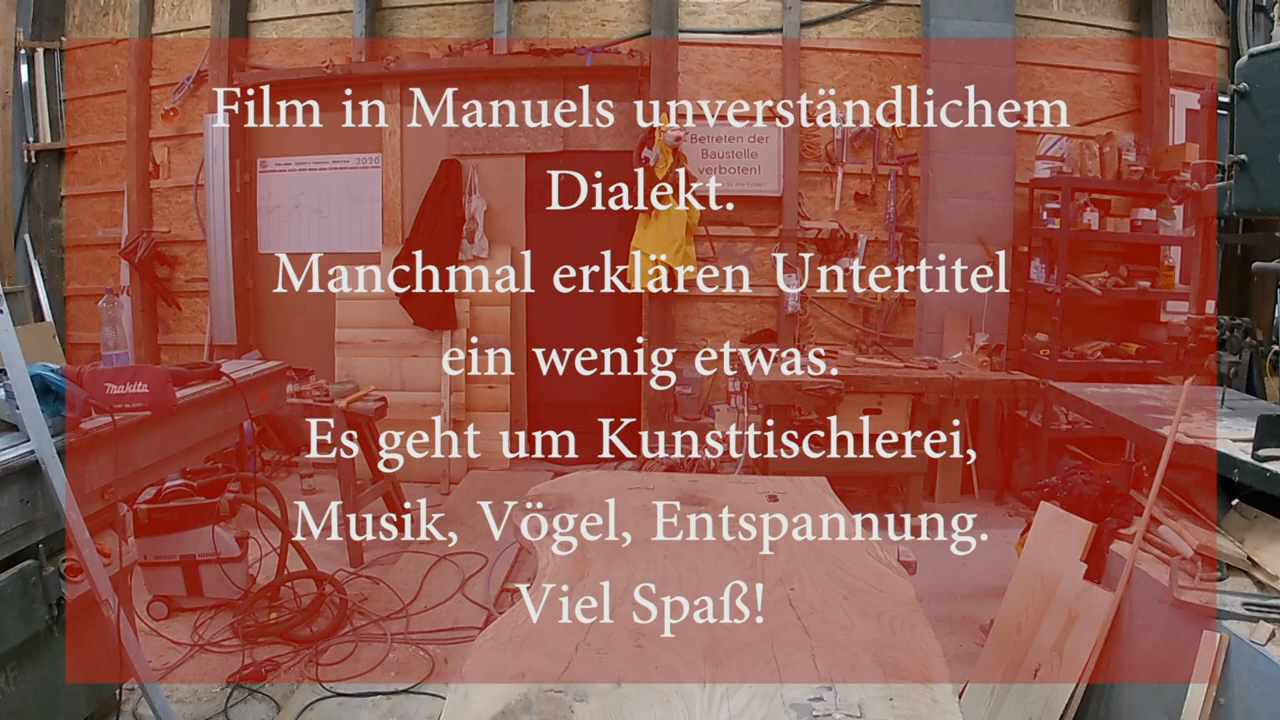 Film in Manuels unverständlichem
Dialekt.
Manchmal erklären Untertitel
ein wenig etwas.
Es geht um Kunsttischlerei,
Musik, Vögel, Entspannung.
Viel Spaß!
2020
Betreten der
Baustelle
verboten!
makita